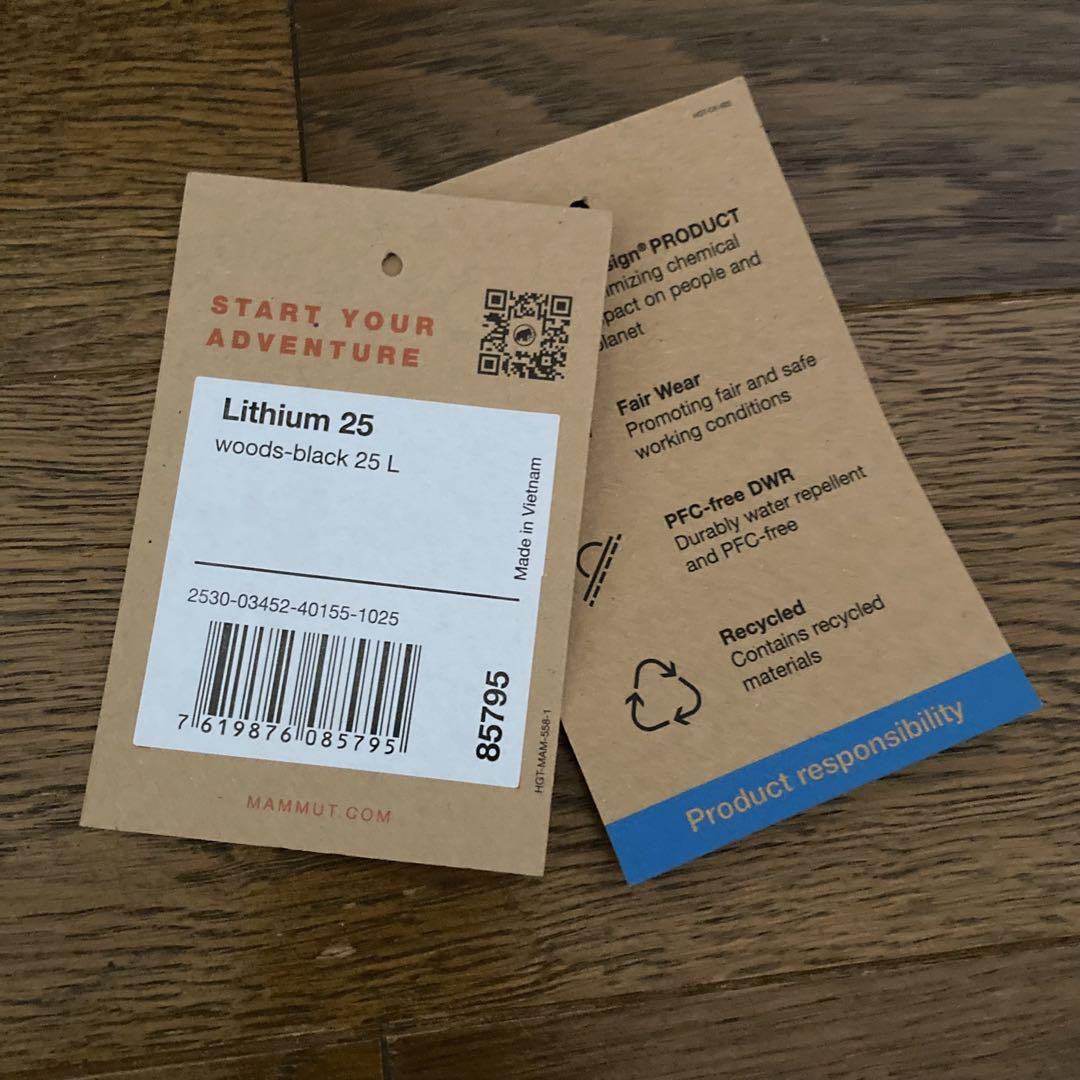 START YOUR
ADVENTURE
Lithium 25
woods-black 25 L
Made in Vietnam
2530-03452-40155-1025
7 619876 085795
85795
HGT-MAM-558-1
MAMMUT.COM
sign® PRODUCT
mizing chemical
pact on people and
lanet
Fair Wear
Promoting fair and safe
working conditions
PFC-free DWR
Durably water repellent
and PFC-free
Recycled
Contains recycled
materials
Product responsibility